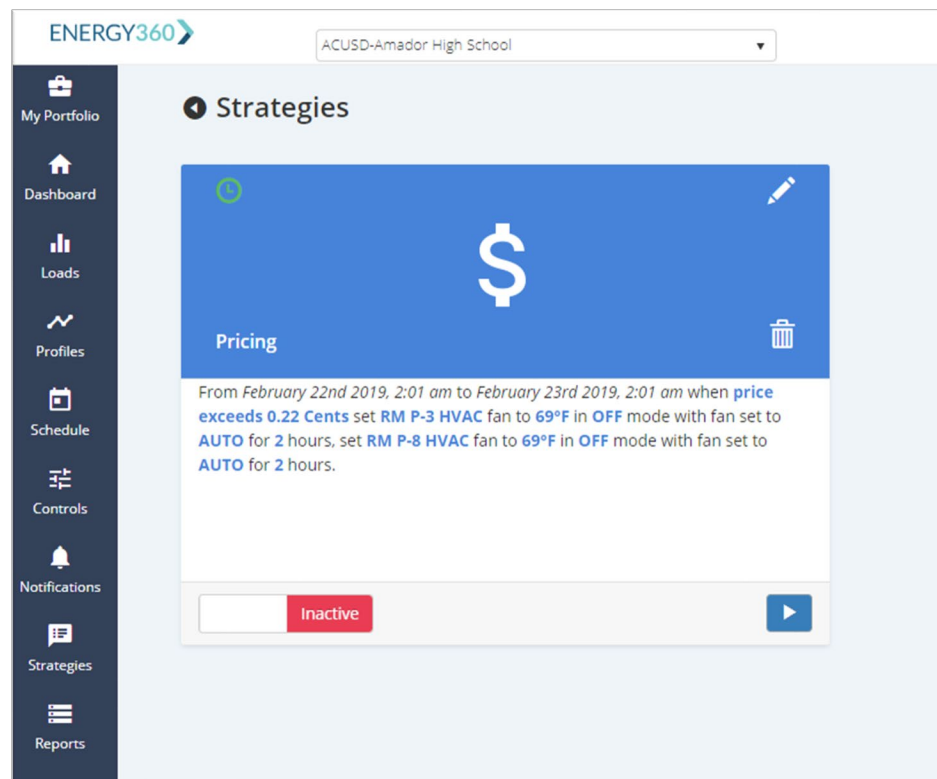 ENERGY360
ACUSD-Amador High School
My Portfolio
Dashboard
Loads
Profiles
Schedule
Controls
Notifications
Strategies
Reports
Strategies
$
Pricing
From February 22nd 2019, 2:01 am to February 23rd 2019, 2:01 am when price
exceeds 0.22 Cents set RM P-3 HVAC fan to 69°F in OFF mode with fan set to
AUTO for 2 hours, set RM P-8 HVAC fan to 69°F in OFF mode with fan set to
AUTO for 2 hours.
Inactive